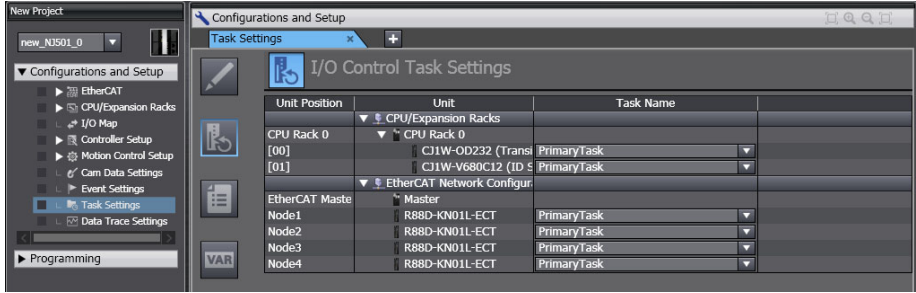 New Project
new_NJ501_0
Configurations and Setup
EtherCAT
CPU/Expansion Racks
I/O Map
Controller Setup
Motion Control Setup
Cam Data Settings
Event Settings
Task Settings
Data Trace Settings
Programming
Configurations and Setup
Task Settings
I/O Control Task Settings
Unit Position Unit Task Name
CPU/Expansion Racks
CPU Rack 0 CPU Rack 0
[00] CJ1W-OD232 (Transi PrimaryTask
[01] CJ1W-V680C12 (ID S PrimaryTask
EtherCAT Network Configur
EtherCAT Maste Master
Node1 R88D-KN01L-ECT PrimaryTask
Node2 R88D-KN01L-ECT PrimaryTask
Node3 R88D-KN01L-ECT PrimaryTask
Node4 R88D-KN01L-ECT PrimaryTask
VAR